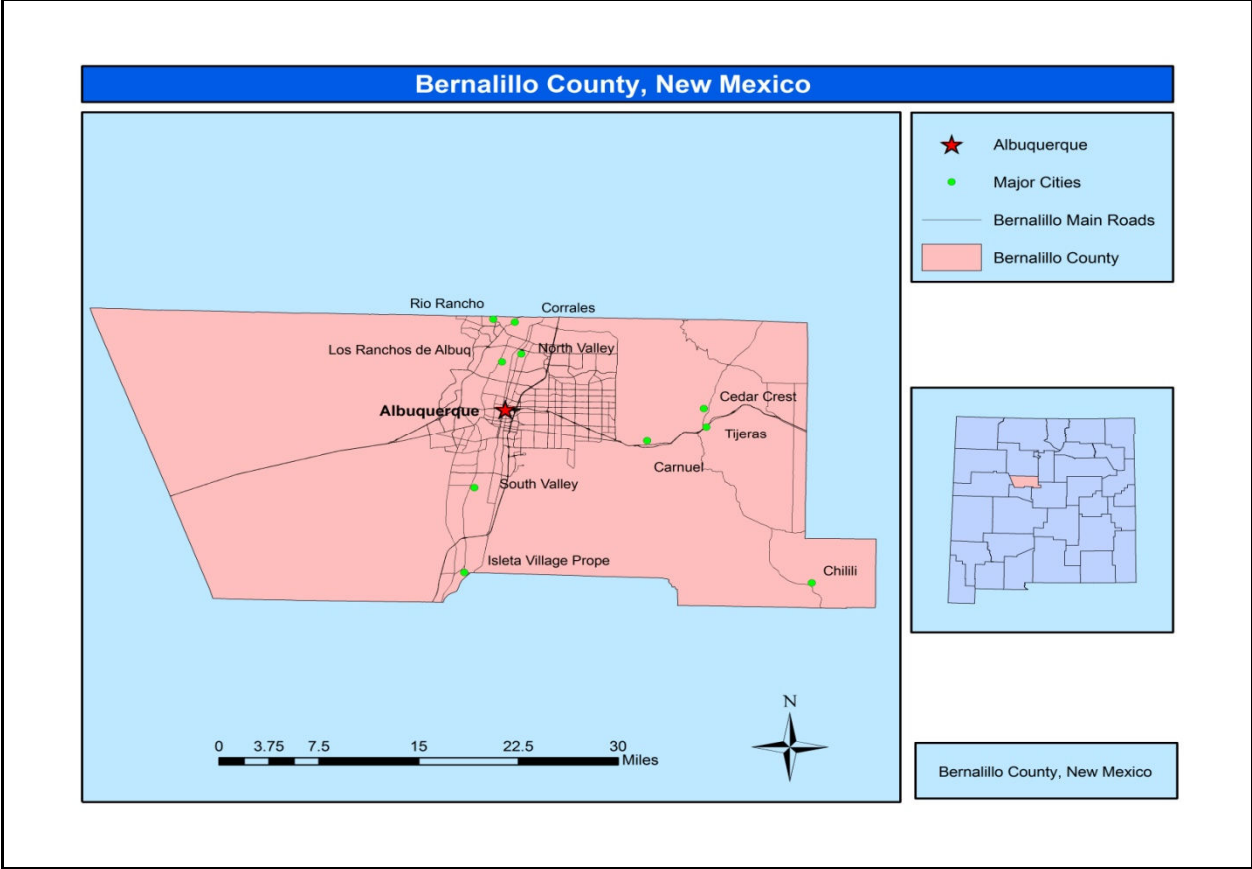 Bernalillo County, New Mexico
Albuquerque
Major Cities
Bernalillo Main Roads
Bernalillo County
Rio Rancho
Corrales
Los Ranchos de Albuq
North Valley
Albuquerque
Cedar Crest
Tijeras
Carnuel
South Valley
Isleta Village Prope
Chilili
N
0 3.75 7.5 15 22.5 30
Miles
Bernalillo County, New Mexico